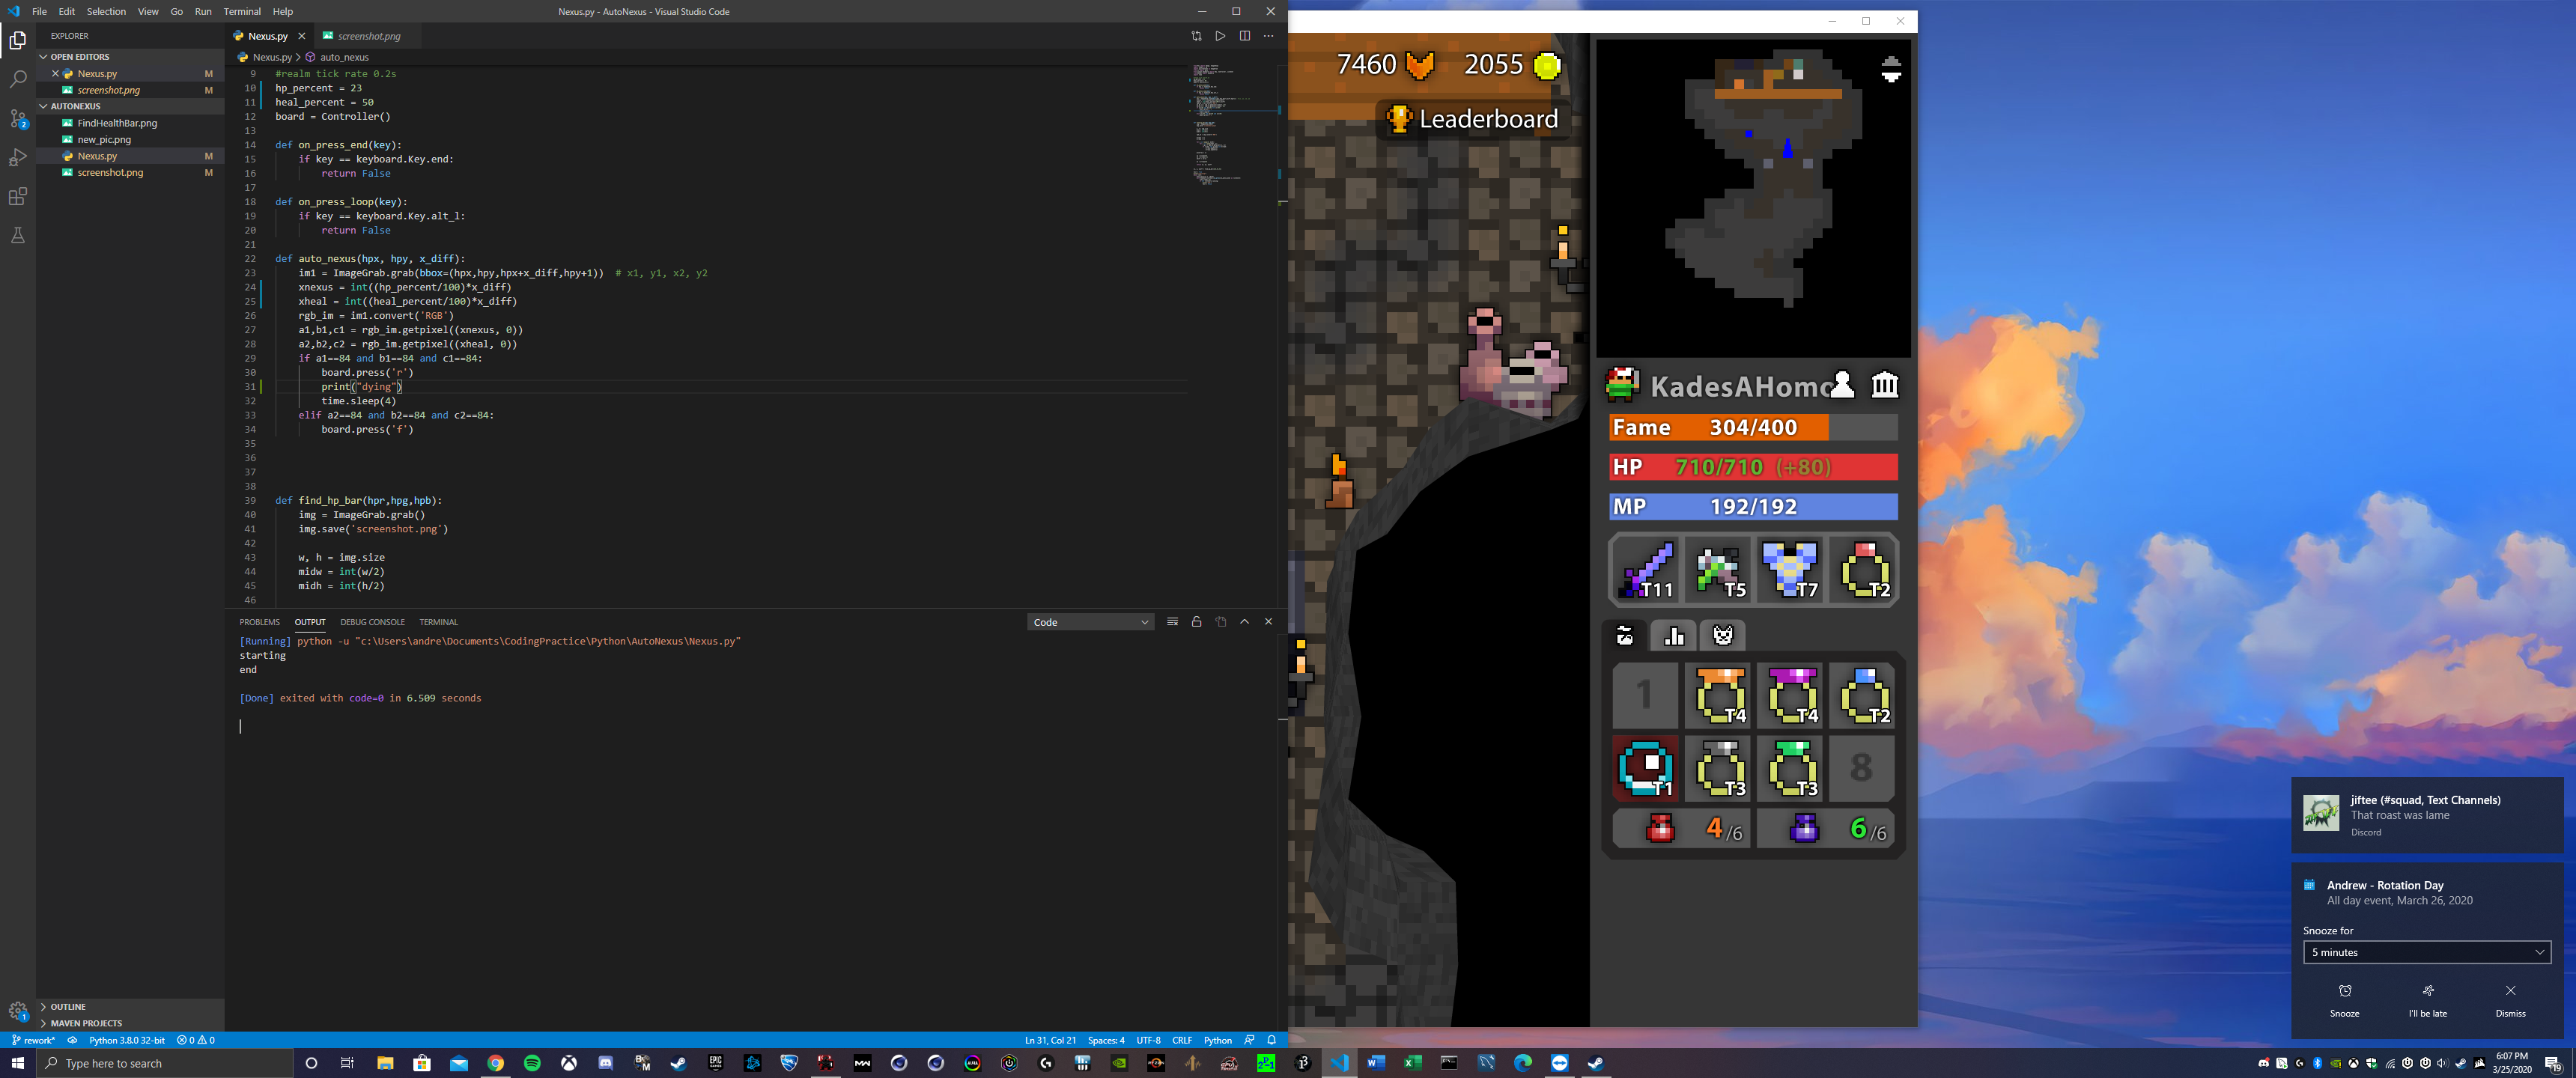 File Edit Selection View Go Run Terminal Help
Nexus.py - AutoNexus - Visual Studio Code
EXPLORER
OPEN EDITORS
Nexus.py M
screenshot.png M
AUTONEXUS
FindHealthBar.png
new_pic.png
Nexus.py M
screenshot.png M
OUTLINE
MAVEN PROJECTS
Nexus.py
screenshot.png
Nexus.py > auto_nexus
9 #realm tick rate 0.2s
10 hp_percent = 23
11 heal_percent = 50
12 board = Controller()
13
14 def on_press_end(key):
15 if key == keyboard.Key.end:
16 return False
17
18 def on_press_loop(key):
19 if key == keyboard.Key.alt_l:
20 return False
21
22 def auto_nexus(hpx, hpy, x_diff):
23 im1 = ImageGrab.grab(bbox=(hpx,hpy,hpx+x_diff,hpy+1)) # x1, y1, x2, y2
24 xnexus = int((hp_percent/100)*x_diff)
25 xheal = int((heal_percent/100)*x_diff)
26 rgb_im = im1.convert('RGB')
27 a1,b1,c1 = rgb_im.getpixel((xnexus, 0))
28 a2,b2,c2 = rgb_im.getpixel((xheal, 0))
29 if a1==84 and b1==84 and c1==84:
30 board.press('r')
31 print("dying")
32 time.sleep(4)
33 elif a2==84 and b2==84 and c2==84:
34 board.press('f')
35
36
37
38
39 def find_hp_bar(hpr,hpg,hpb):
40 img = ImageGrab.grab()
41 img.save('screenshot.png')
42
43 w, h = img.size
44 midw = int(w/2)
45 midh = int(h/2)
46
PROBLEMS OUTPUT DEBUG CONSOLE TERMINAL
Code
[Running] python -u "c:\Users\andre\Documents\CodingPractice\Python\AutoNexus\Nexus.py"
starting
end
[Done] exited with code=0 in 6.509 seconds
rework* Python 3.8.0 32-bit 0 0
Ln 31, Col 21 Spaces: 4 UTF-8 CRLF Python
7460 2055
Leaderboard
KadesAHomo
Fame 304/400
HP 710/710 (+80)
MP 192/192
T11 T5 T7 T2
1 T4 T4 T2
T1 T3 T3 8
4/6 6/6
jiftee (#squad, Text Channels)
That roast was lame
Discord
Andrew - Rotation Day
All day event, March 26, 2020
Snooze for
5 minutes
Snooze I'll be late Dismiss
Type here to search
6:07 PM
3/25/2020
19